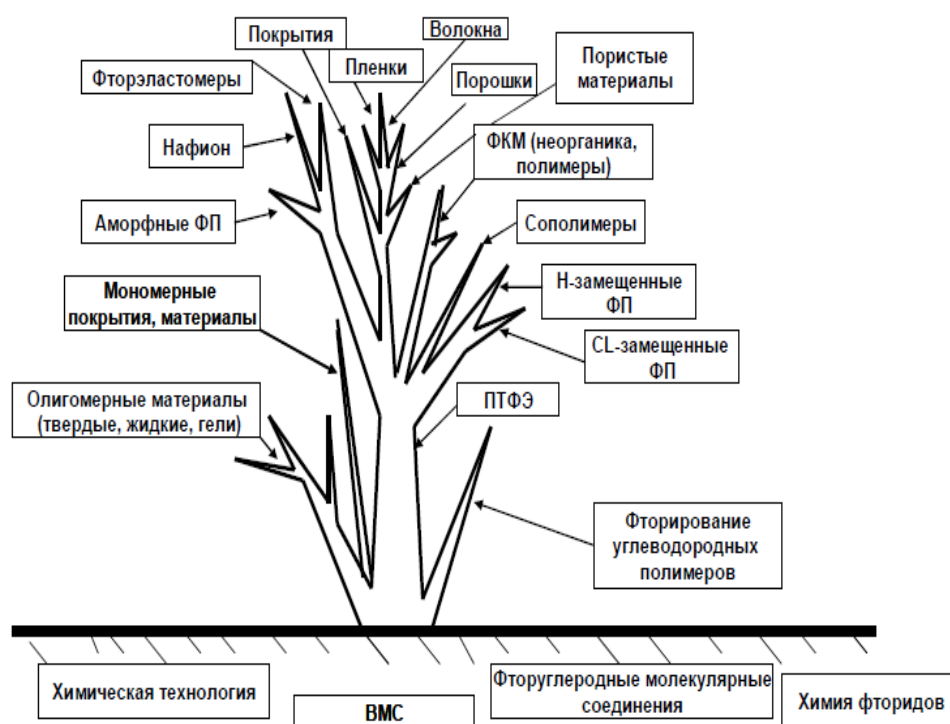 Покрытия
Волокна
Пленки
Фторэластомеры
Порошки
Пористые
материалы
Нафион
ФКМ (неорганика,
полимеры)
Аморфные ФП
Сополимеры
Мономерные
покрытия, материалы
Н-замещенные
ФП
CL-замещенные
ФП
Олигомерные материалы
(твердые, жидкие, гели)
ПТФЭ
Фторирование
углеводородных
полимеров
Химическая технология
ВМС
Фторуглеродные молекулярные
соединения
Химия фторидов